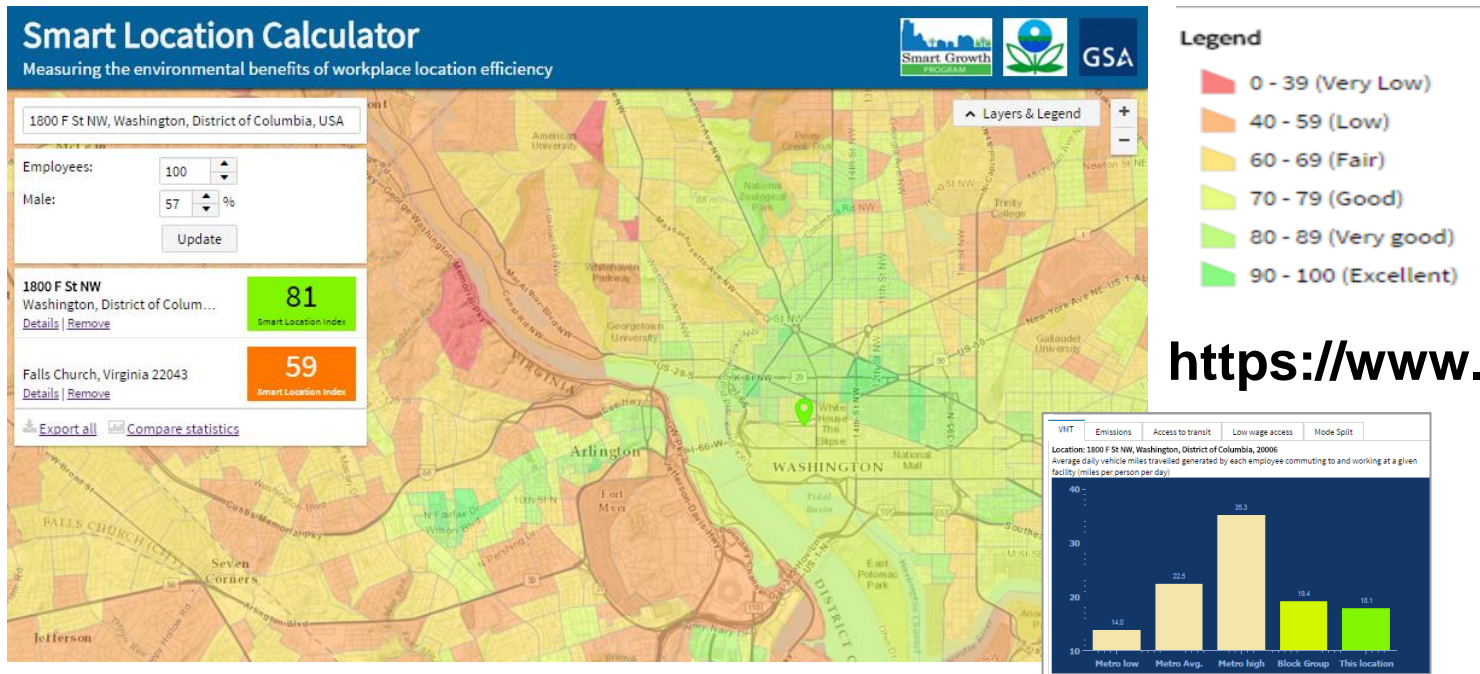 Smart Location Calculator
Measuring the environmental benefits of workplace location efficiency
Smart Growth
PROGRAM
GSA
1800 F St NW, Washington, District of Columbia, USA
Employees:
100
Male:
57 %
Update
1800 F St NW
Washington, District of Colum...
Details | Remove
81
Smart Location Index
Falls Church, Virginia 22043
Details | Remove
59
Smart Location Index
Export all Compare statistics
Layers & Legend
+
−
American
University
National
Zoological
Park
Trinity
College
Whitehaven
Parkway
Georgetown
University
Gallaudet
University
VIRGINIA
K-St NW
White
House
The
Ellipse
Arlington
WASHINGTON
National
Mall
Fort
Myer
Tidal
Basin
FALLS CHURCH
(CITY)
Seven
Corners
East
Potomac
Park
Jefferson
Legend
0 - 39 (Very Low)
40 - 59 (Low)
60 - 69 (Fair)
70 - 79 (Good)
80 - 89 (Very good)
90 - 100 (Excellent)
https://www.
VMT Emissions Access to transit Low wage access Mode Split
Location: 1800 F St NW, Washington, District of Columbia, 20006
Average daily vehicle miles travelled generated by each employee commuting to and working at a given
facility (miles per person per day)
40
30
20
10
14.0
22.5
35.3
19.4
18.1
Metro low Metro Avg. Metro high Block Group This location